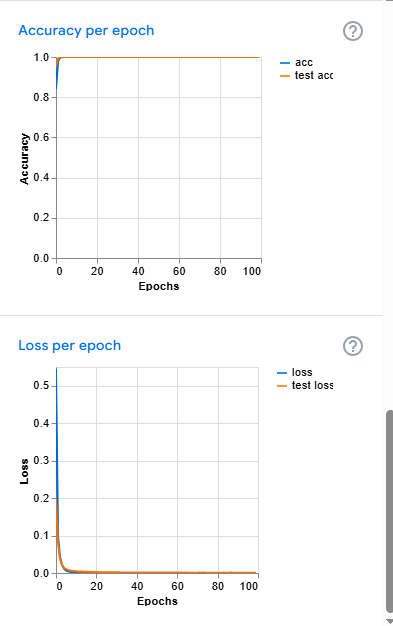 Accuracy per epoch
?
1.0
0.8
0.6
0.4
0.2
0.0
Accuracy
0 20 40 60 80 100
Epochs
acc
test acc
Loss per epoch
?
0.5
0.4
0.3
0.2
0.1
0.0
Loss
0 20 40 60 80 100
Epochs
loss
test loss